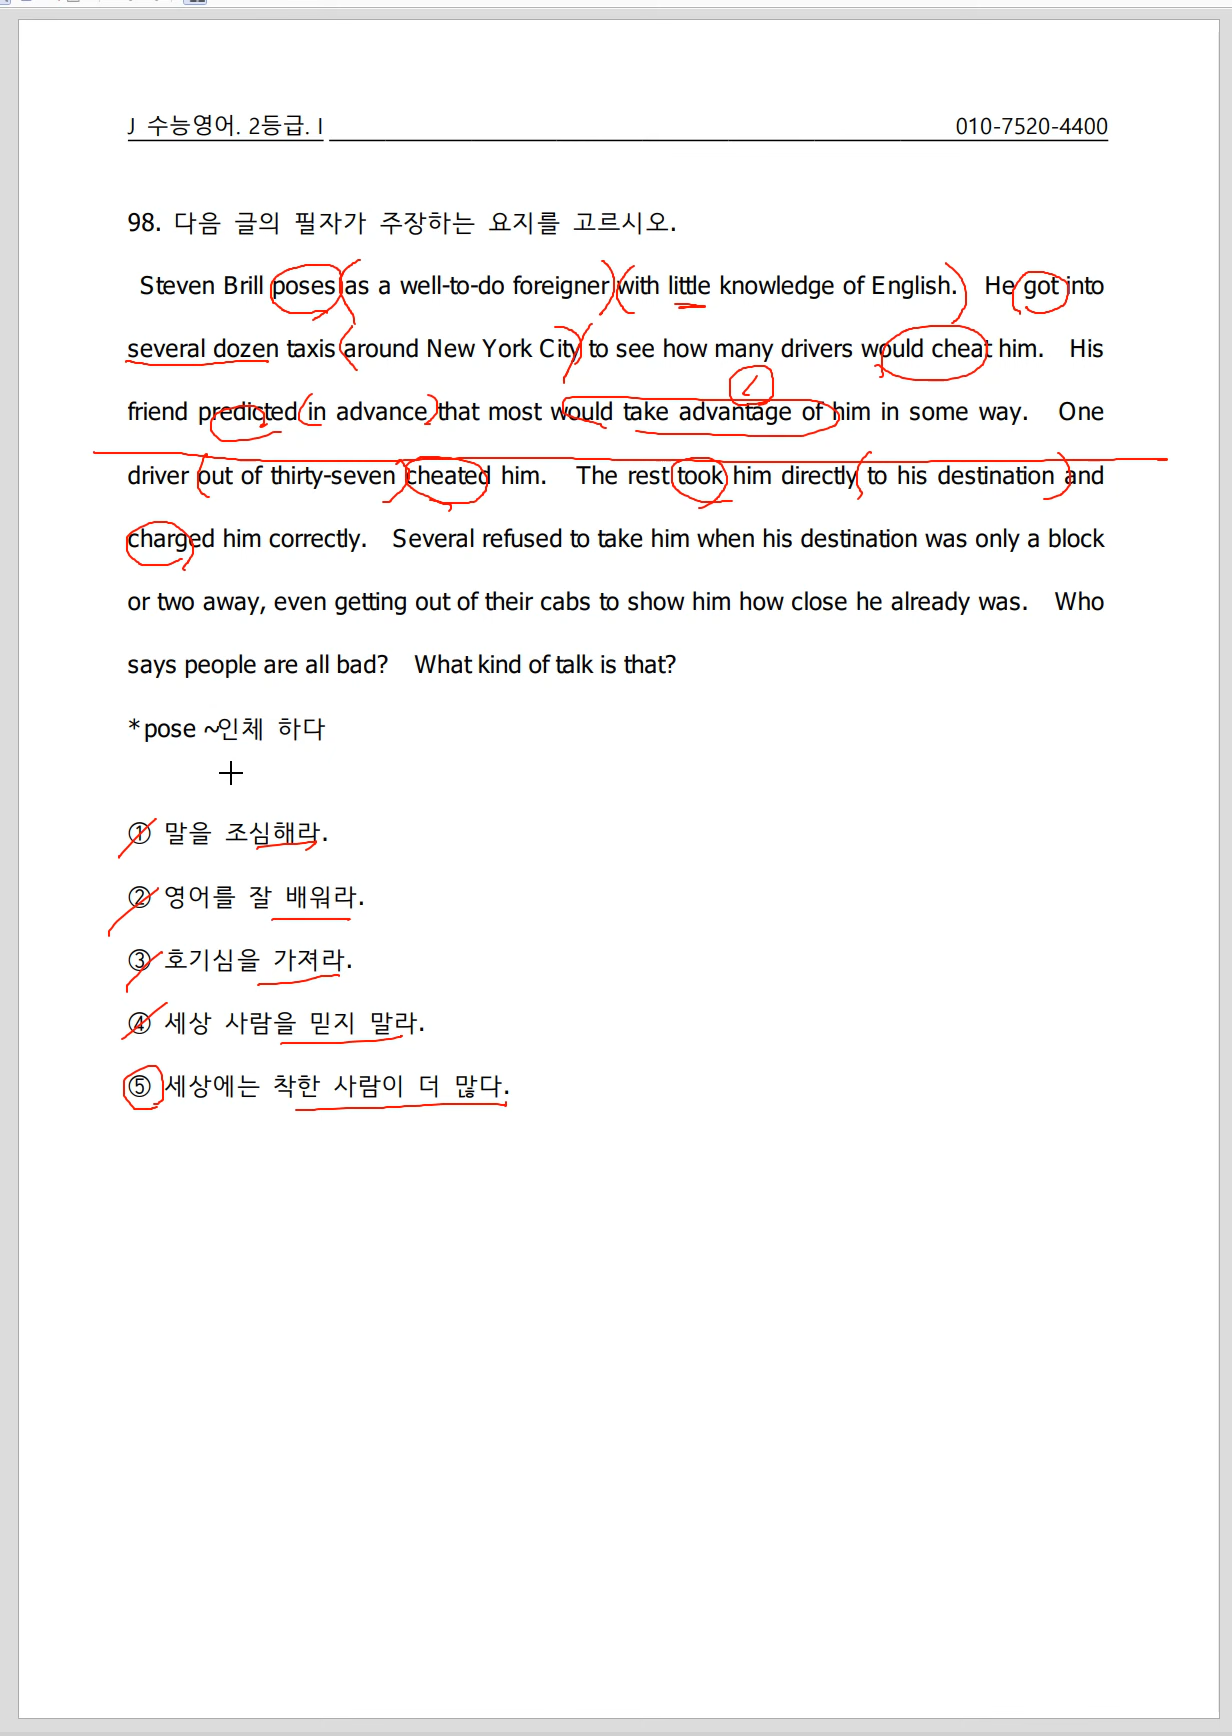 J 수능영어. 2등급. I 010-7520-4400
98. 다음 글의 필자가 주장하는 요지를 고르시오.
Steven Brill poses as a well-to-do foreigner with little knowledge of English. He got into
several dozen taxis around New York City to see how many drivers would cheat him. His
friend predicted in advance that most would take advantage of him in some way. One
driver out of thirty-seven cheated him. The rest took him directly to his destination and
charged him correctly. Several refused to take him when his destination was only a block
or two away, even getting out of their cabs to show him how close he already was. Who
says people are all bad? What kind of talk is that?
*pose ~인체 하다
① 말을 조심해라.
② 영어를 잘 배워라.
③ 호기심을 가져라.
④ 세상 사람을 믿지 말라.
⑤ 세상에는 착한 사람이 더 많다.